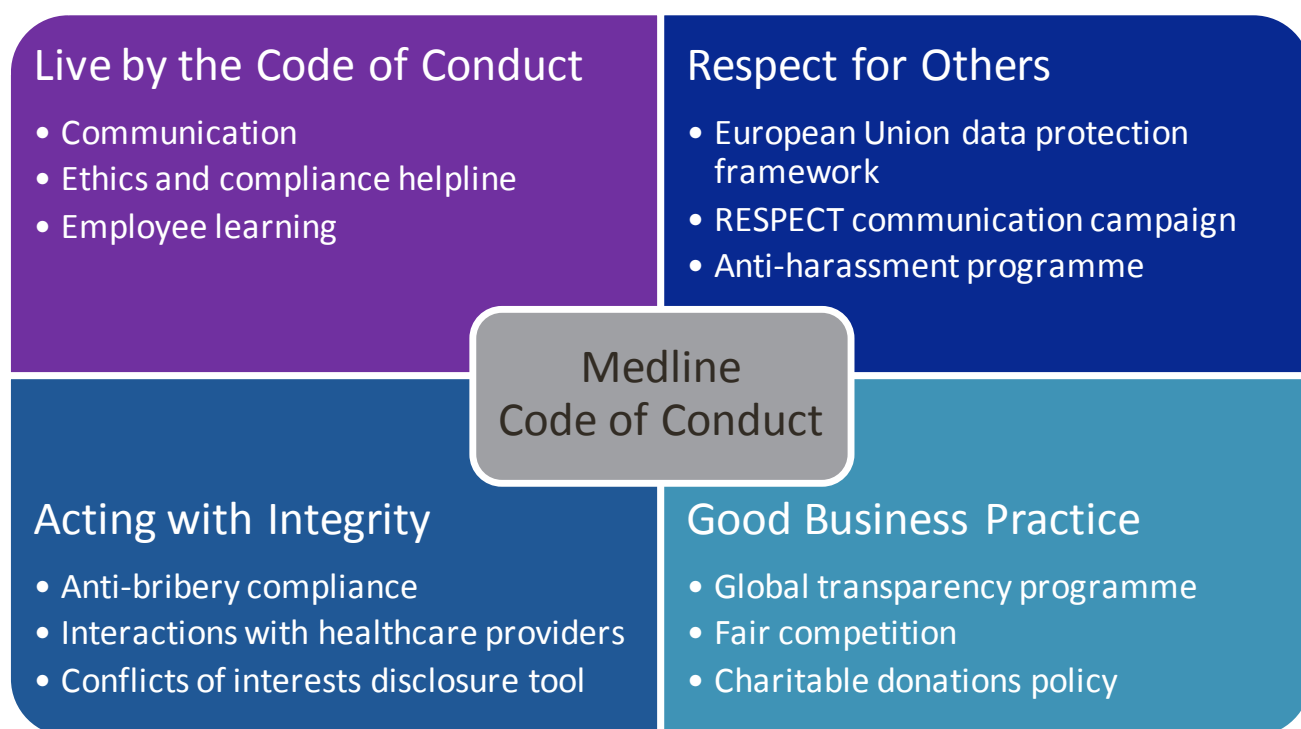 Live by the Code of Conduct
• Communication
• Ethics and compliance helpline
• Employee learning
Respect for Others
• European Union data protection
framework
• RESPECT communication campaign
• Anti-harassment programme
Medline
Code of Conduct
Acting with Integrity
• Anti-bribery compliance
• Interactions with healthcare providers
• Conflicts of interests disclosure tool
Good Business Practice
• Global transparency programme
• Fair competition
• Charitable donations policy